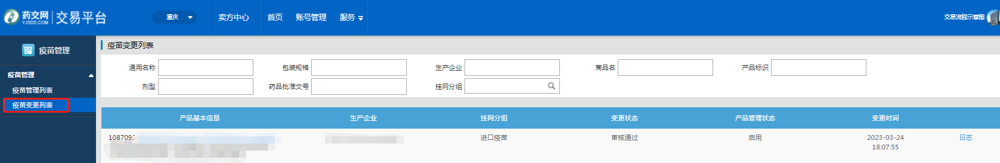 药交网 交易平台
YJSDS.COM
重庆
卖方中心
首页 账号管理 服务
交易流程示意图
疫苗管理
疫苗管理
疫苗管理列表
疫苗变更列表
疫苗变更列表
通用名称 包装规格 生产企业 商品名 产品标识
剂型 药品批准文号 挂网分组
产品基本信息 生产企业 挂网分组 变更状态 产品管理状态 变更时间
108709 进口疫苗 审核通过 启用 2023-03-24 日志
18:07:55